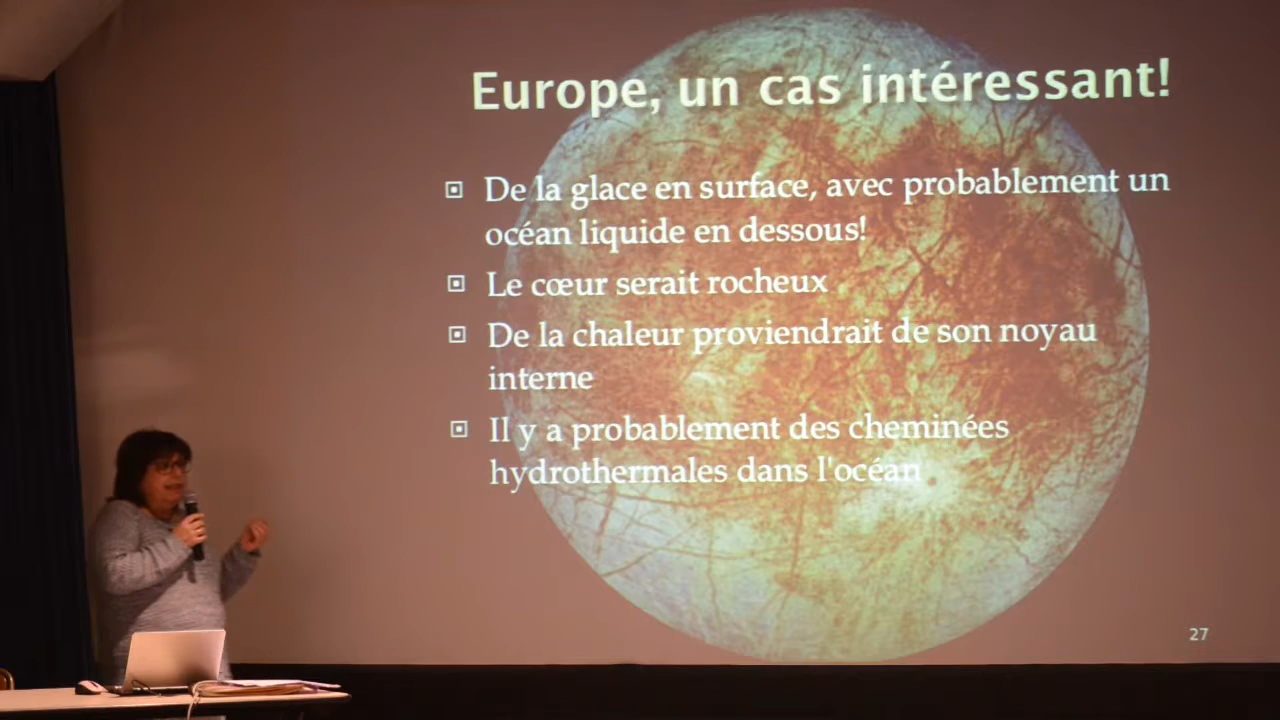 Europe, un cas intéressant!
De la glace en surface, avec probablement un
océan liquide en dessous!
Le cœur serait rocheux
De la chaleur proviendrait de son noyau
interne
Il y a probablement des cheminées
hydrothermales dans l'océan
27